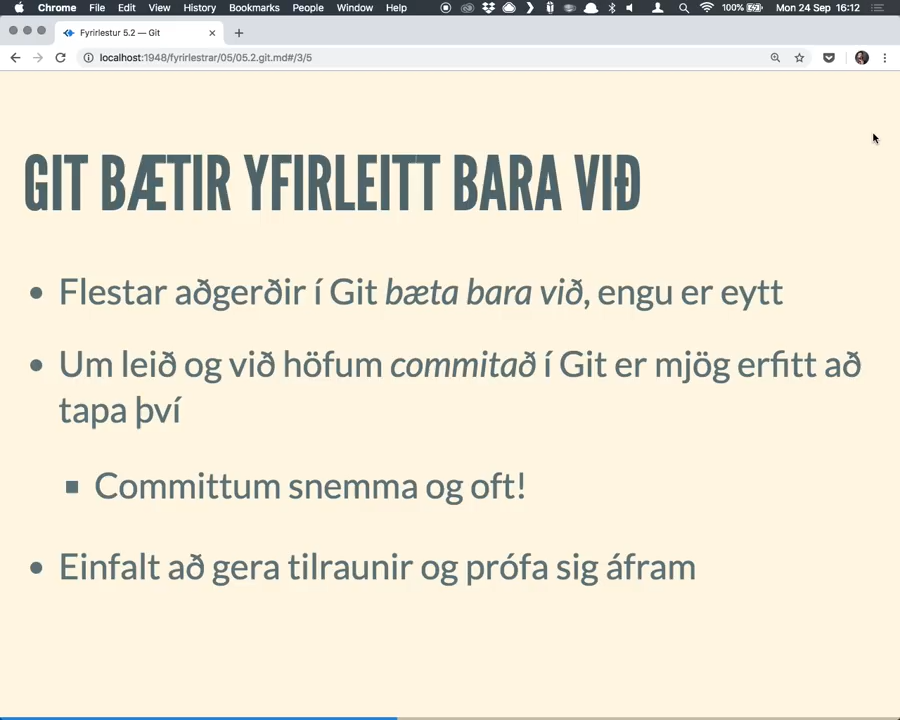 Chrome File Edit View History Bookmarks People Window Help 100% Mon 24 Sep 16:12
Fyrirlestur 5.2 — Git
localhost:1948/fyrirlestrar/05/05.2.git.md#/3/5
GIT BÆTIR YFIRLEITT BARA VIÐ
Flestar aðgerðir í Git bæta bara við, engu er eytt
Um leið og við höfum commitað í Git er mjög erfitt að
tapa því
Committum snemma og oft!
Einfalt að gera tilraunir og prófa sig áfram